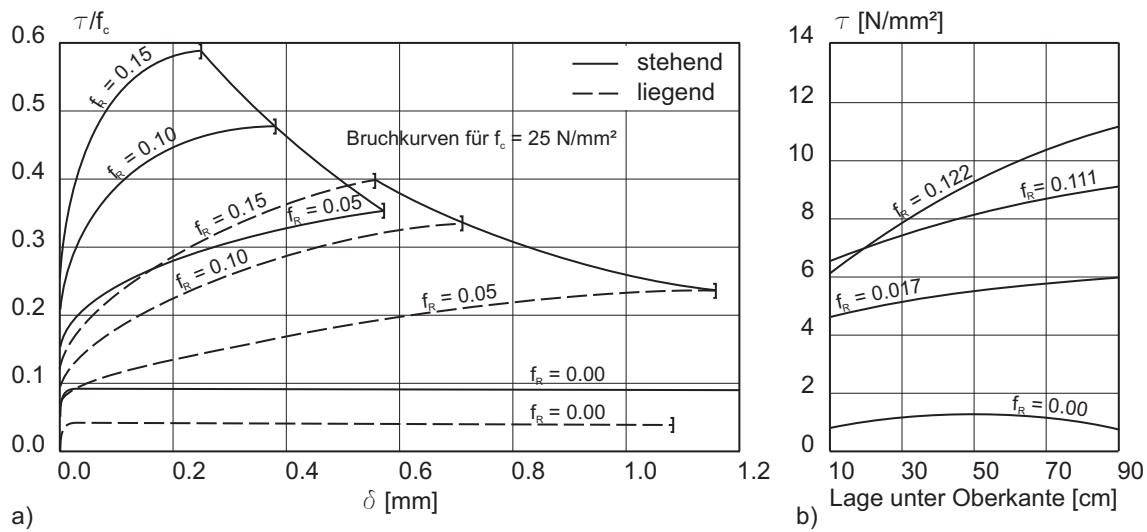 τ/f_c
0.6
0.5
0.4
0.3
0.2
0.1
0.0
0.0
0.2
0.4
0.6
0.8
1.0
1.2
δ [mm]
stehend
liegend
Bruchkurven für f_c = 25 N/mm²
f_R = 0.15
f_R = 0.10
f_R = 0.15
f_R = 0.05
f_R = 0.10
f_R = 0.05
f_R = 0.00
f_R = 0.00
a)
τ [N/mm²]
14
12
10
8
6
4
2
0
10
30
50
70
90
Lage unter Oberkante [cm]
f_R = 0.122
f_R = 0.111
f_R = 0.017
f_R = 0.00
b)